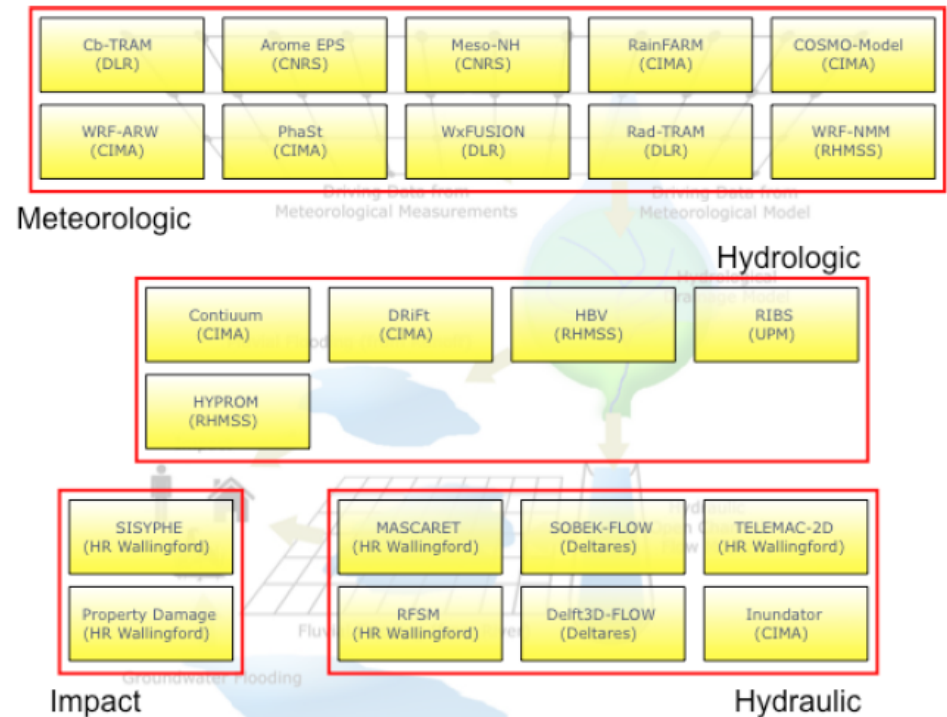 Cb-TRAM
(DLR)
Arome EPS
(CNRS)
Meso-NH
(CNRS)
RainFARM
(CIMA)
COSMO-Model
(CIMA)
WRF-ARW
(CIMA)
PhaSt
(CIMA)
WxFUSION
(DLR)
Rad-TRAM
(DLR)
WRF-NMM
(RHMSS)
Driving Data from
Meteorological Measurements
Driving Data from
Meteorological Model
Meteorologic
Hydrologic
Hydrological
Contiuum
(CIMA)
DRiFt
(CIMA)
HBV
(RHMSS)
RIBS
(UPM)
HYPROM
(RHMSS)
SISYPHE
(HR Wallingford)
MASCARET
(HR Wallingford)
SOBEK-FLOW
(Deltares)
TELEMAC-2D
(HR Wallingford)
Property Damage
(HR Wallingford)
RFSM
(HR Wallingford)
Delft3D-FLOW
(Deltares)
Inundator
(CIMA)
Groundwater Flooding
Impact
Hydraulic